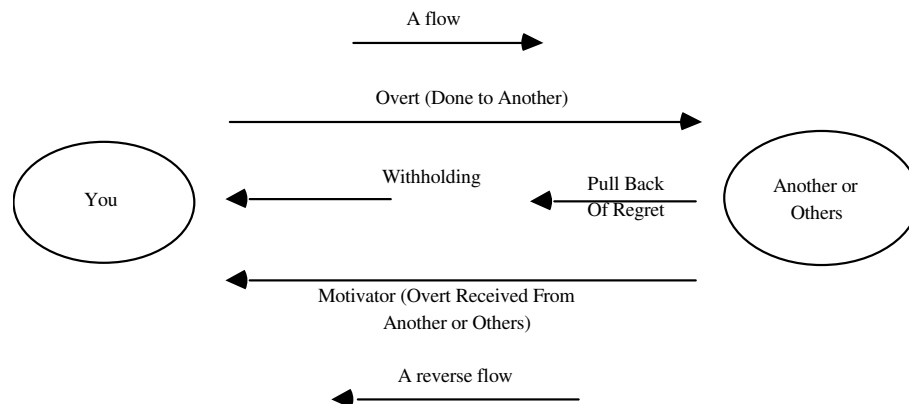 A flow
Overt (Done to Another)
Withholding
Pull Back
Of Regret
You
Another or
Others
Motivator (Overt Received From
Another or Others)
A reverse flow